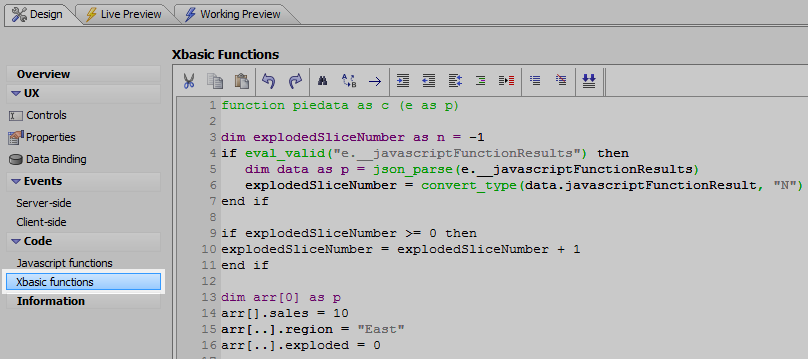 Design
Live Preview
Working Preview
Overview
UX
Controls
Properties
Data Binding
Events
Server-side
Client-side
Code
Javascript functions
Xbasic functions
Information
Xbasic Functions
A B
1 function piedata as c (e as p)
2
3 dim explodedSliceNumber as n = -1
4 if eval_valid("e.__javascriptFunctionResults") then
5     dim data as p = json_parse(e.__javascriptFunctionResults)
6     explodedSliceNumber = convert_type(data.javascriptFunctionResult, "N")
7 end if
8
9 if explodedSliceNumber >= 0 then
10 explodedSliceNumber = explodedSliceNumber + 1
11 end if
12
13 dim arr[0] as p
14 arr[].sales = 10
15 arr[..].region = "East"
16 arr[..].exploded = 0